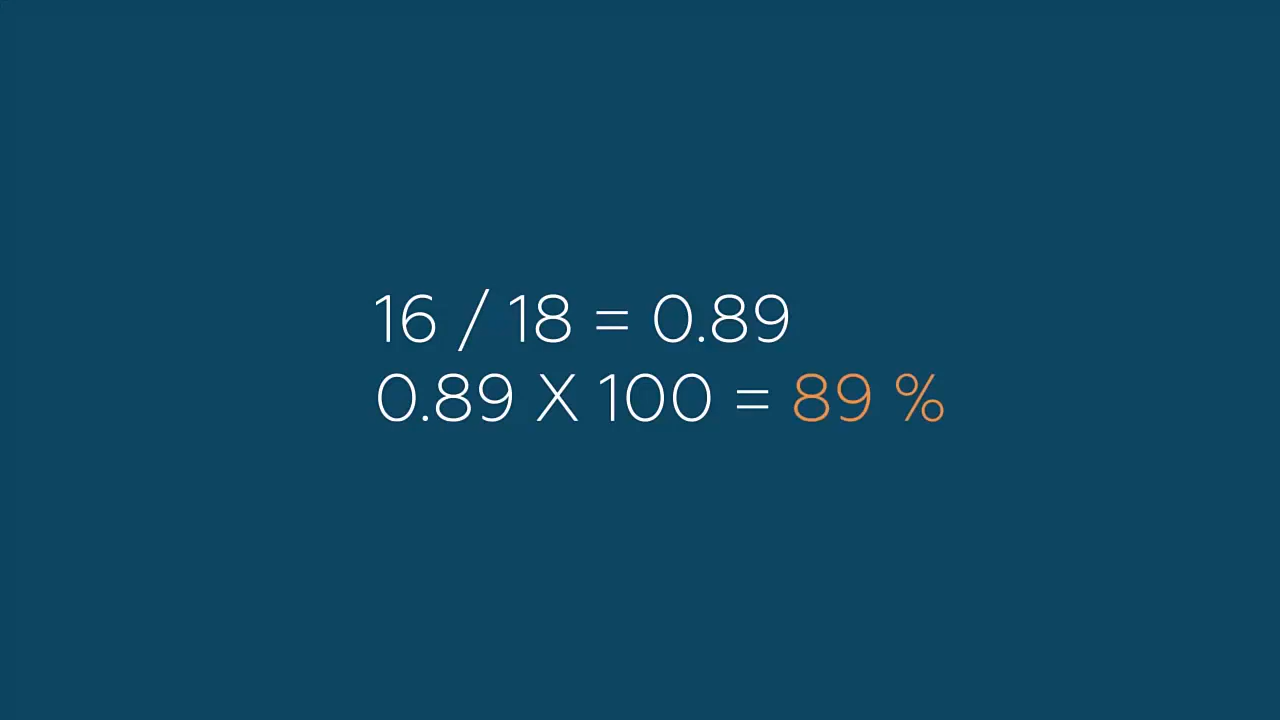 16 / 18 = 0.89
0.89 X 100 = 89 %